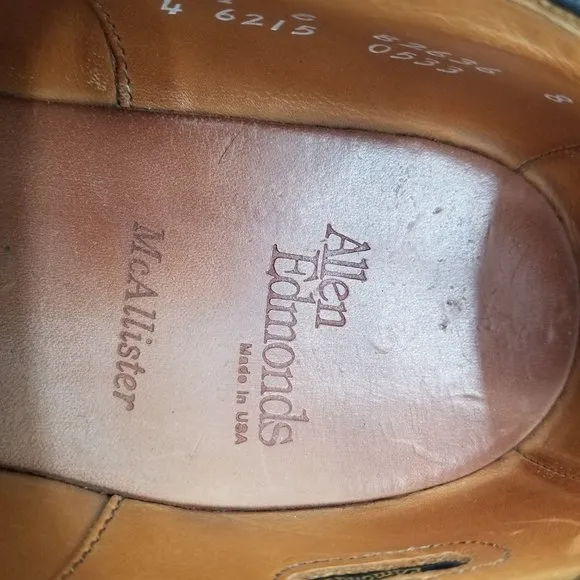 4 6215
0533
Allen
Edmonds
Made in USA
McAllister